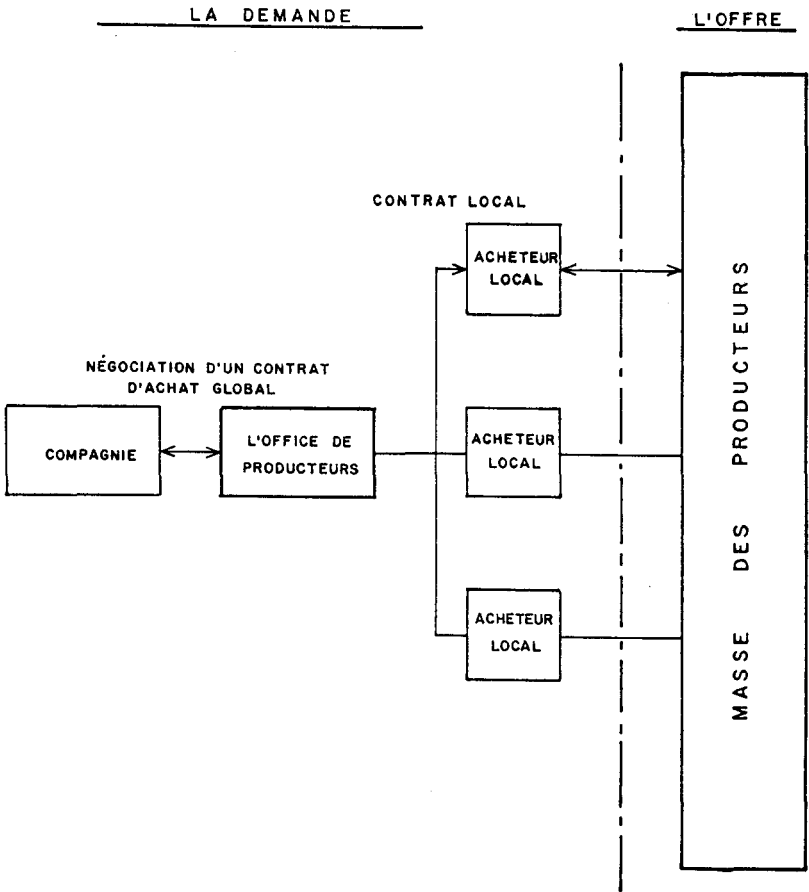 LA DEMANDE
L'OFFRE
CONTRAT LOCAL
ACHETEUR
LOCAL
NÉGOCIATION D'UN CONTRAT
D'ACHAT GLOBAL
COMPAGNIE
L'OFFICE DE
PRODUCTEURS
ACHETEUR
LOCAL
ACHETEUR
LOCAL
MASSE DES PRODUCTEURS